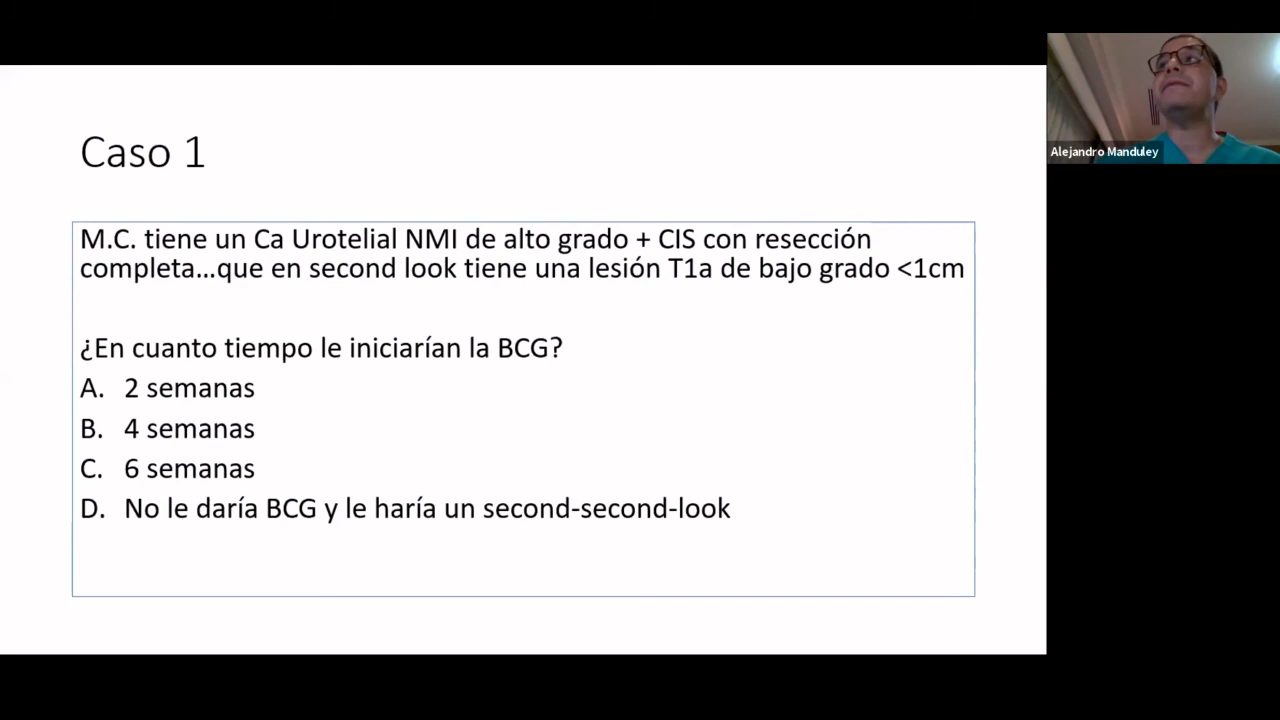 Caso 1
M.C. tiene un Ca Urotelial NMI de alto grado + CIS con resección
completa...que en second look tiene una lesión T1a de bajo grado <1cm
¿En cuanto tiempo le iniciarían la BCG?
A. 2 semanas
B. 4 semanas
C. 6 semanas
D. No le daría BCG y le haría un second-second-look
Alejandro Manduley